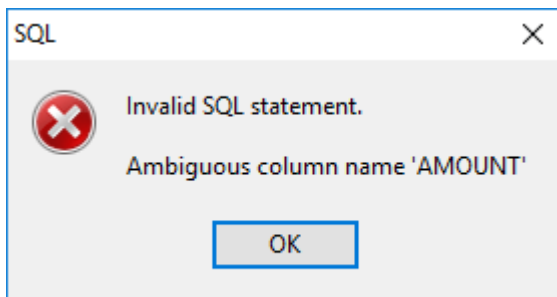 SQL
Invalid SQL statement.
Ambiguous column name 'AMOUNT'
OK